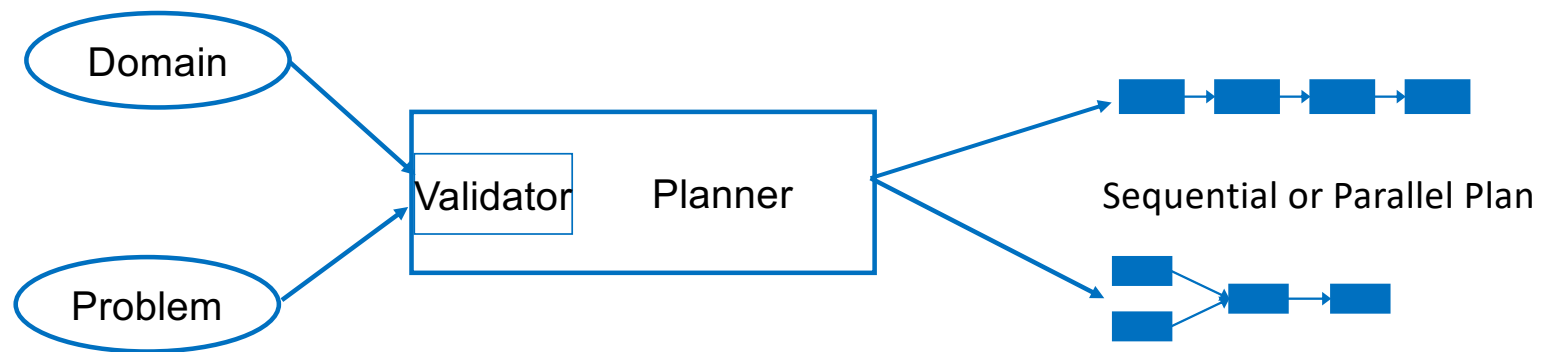 Domain
Validator
Planner
Sequential or Parallel Plan
Problem